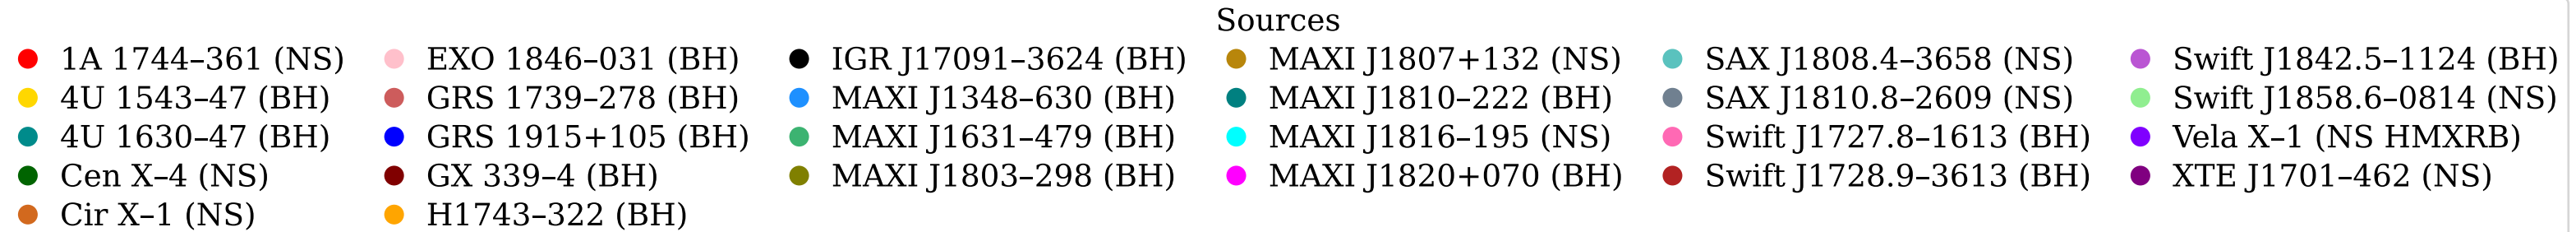 Sources
1A 1744–361 (NS) EXO 1846–031 (BH) IGR J17091–3624 (BH) MAXI J1807+132 (NS) SAX J1808.4–3658 (NS) Swift J1842.5–1124 (BH)
4U 1543–47 (BH) GRS 1739–278 (BH) MAXI J1348–630 (BH) MAXI J1810–222 (BH) SAX J1810.8–2609 (NS) Swift J1858.6–0814 (NS)
4U 1630–47 (BH) GRS 1915+105 (BH) MAXI J1631–479 (BH) MAXI J1816–195 (NS) Swift J1727.8–1613 (BH) Vela X–1 (NS HMXRB)
Cen X–4 (NS) GX 339–4 (BH) MAXI J1803–298 (BH) MAXI J1820+070 (BH) Swift J1728.9–3613 (BH) XTE J1701–462 (NS)
Cir X–1 (NS) H1743–322 (BH)